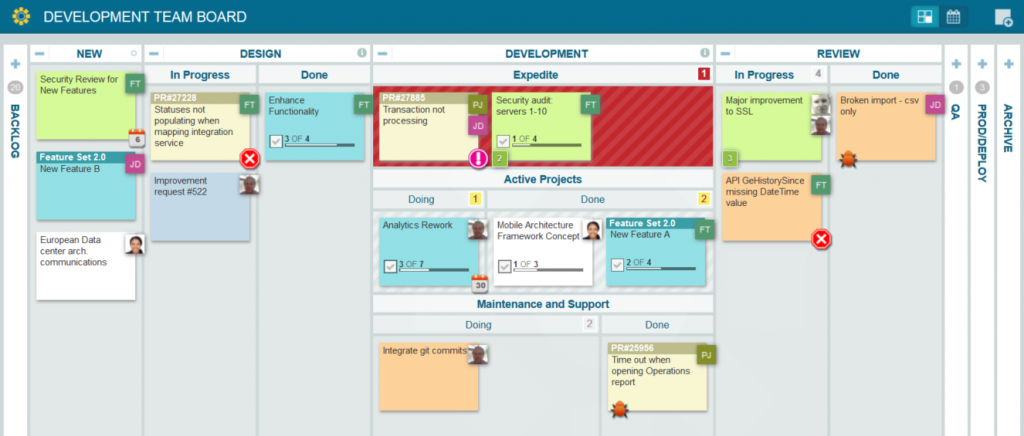 DEVELOPMENT TEAM BOARD
NEW
DESIGN
DEVELOPMENT
REVIEW
In Progress
Done
Expedite
1
In Progress
4
Done
20
BACKLOG
1
QA
3
PROD/DEPLOY
ARCHIVE
Security Review for
New Features
FT
6
Feature Set 2.0
New Feature B
JD
European Data
center arch.
communications
PR#27228
Statuses not
populating when
mapping integration
service
FT
Improvement
request #522
Enhance
Functionality
FT
3 OF 4
PR#27885
Transaction not
processing
PJ
JD
Security audit:
servers 1-10
FT
1 OF 4
2
Active Projects
Doing
1
Done
2
Analytics Rework
3 OF 7
30
Mobile Architecture
Framework Concept
1 OF 3
Feature Set 2.0
New Feature A
FT
2 OF 4
Maintenance and Support
Doing
2
Done
Integrate git commits
PR#25956
Time out when
opening Operations
report
PJ
Major improvement
to SSL
3
API GeHistorySince
missing DateTime
value
FT
Broken import - csv
only
JD